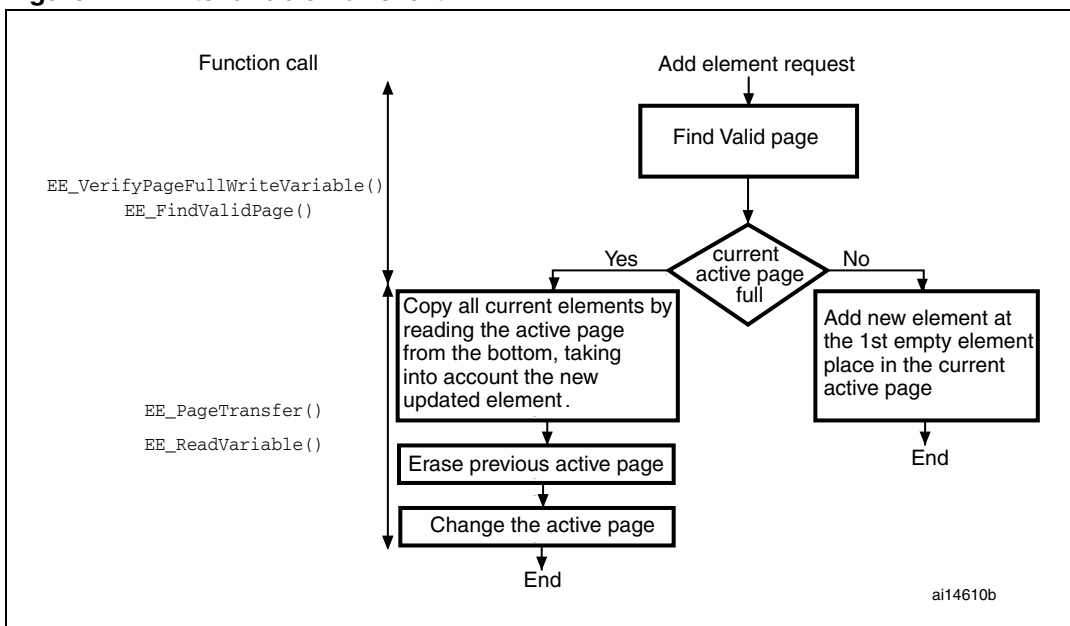 Function call
Add element request
Find Valid page
EE_VerifyPageFullWriteVariable()
EE_FindValidPage()
Yes
current
active page
full
No
Copy all current elements by
reading the active page
from the bottom, taking
into account the new
updated element.
Add new element at
the 1st empty element
place in the current
active page
EE_PageTransfer()
EE_ReadVariable()
End
Erase previous active page
Change the active page
End
ai14610b